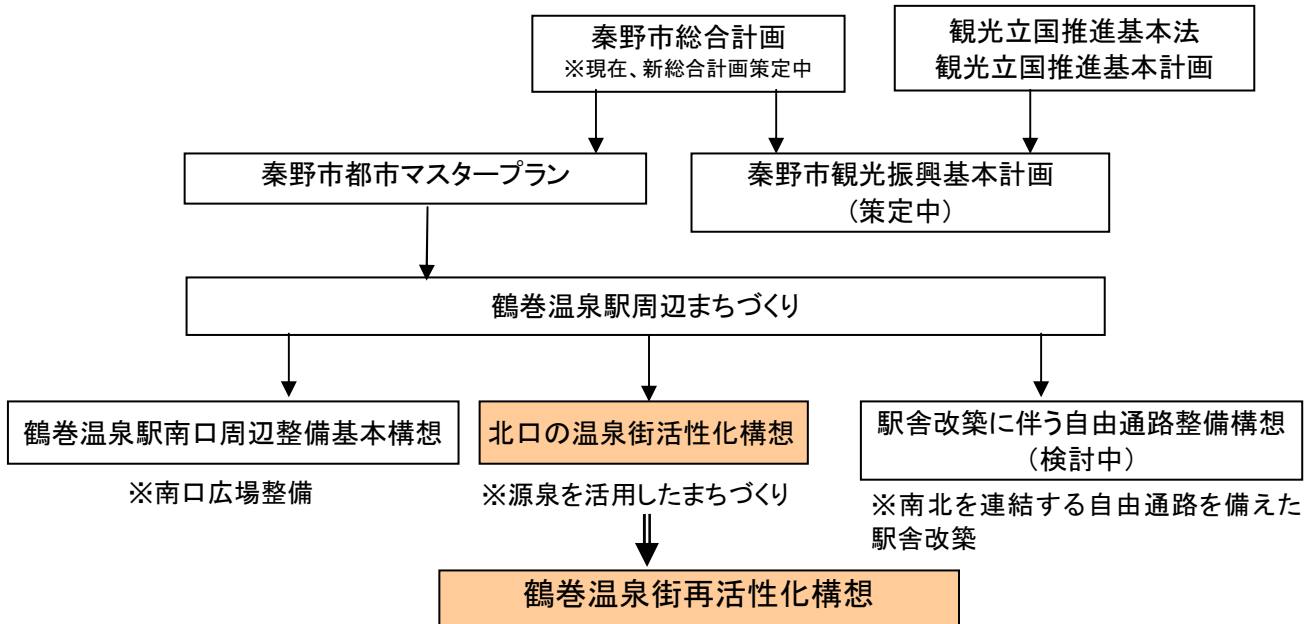 秦野市総合計画
※現在、新総合計画策定中
観光立国推進基本法
観光立国推進基本計画
秦野市都市マスタープラン
秦野市観光振興基本計画
(策定中)
鶴巻温泉駅周辺まちづくり
鶴巻温泉駅南口周辺整備基本構想
北口の温泉街活性化構想
駅舎改築に伴う自由通路整備構想
(検討中)
※南口広場整備
※源泉を活用したまちづくり
※南北を連結する自由通路を備えた
駅舎改築
鶴巻温泉街再活性化構想